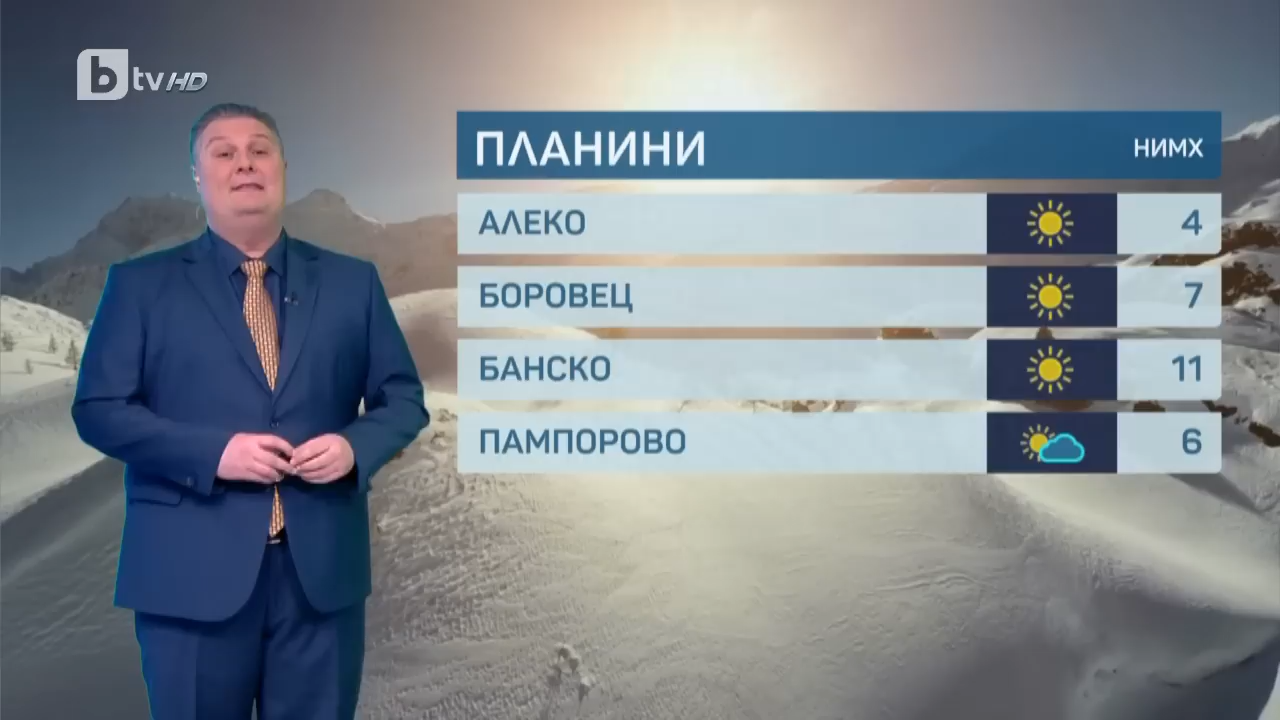 btv HD
ПЛАНИНИ НИМХ
АЛЕКО 4
БОРОВЕЦ 7
БАНСКО 11
ПАМПОРОВО 6